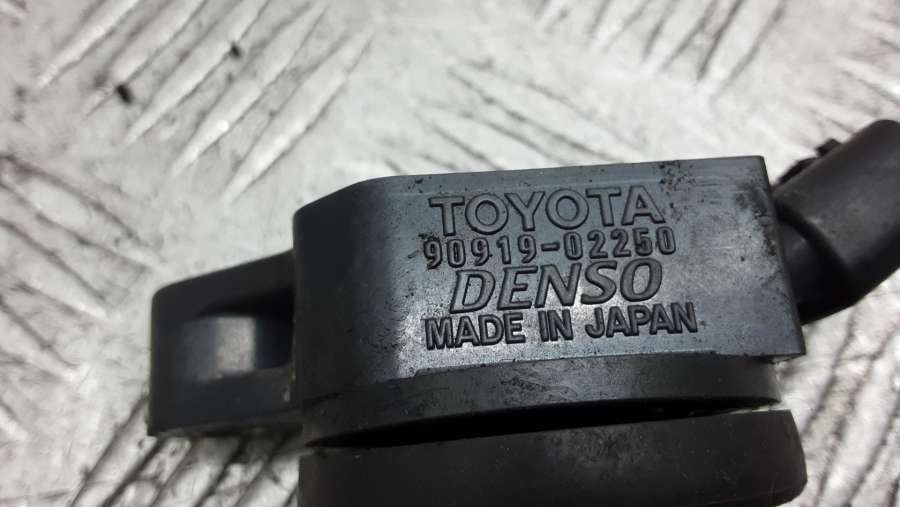 TOYOTA
90919-02250
DENSO
MADE IN JAPAN